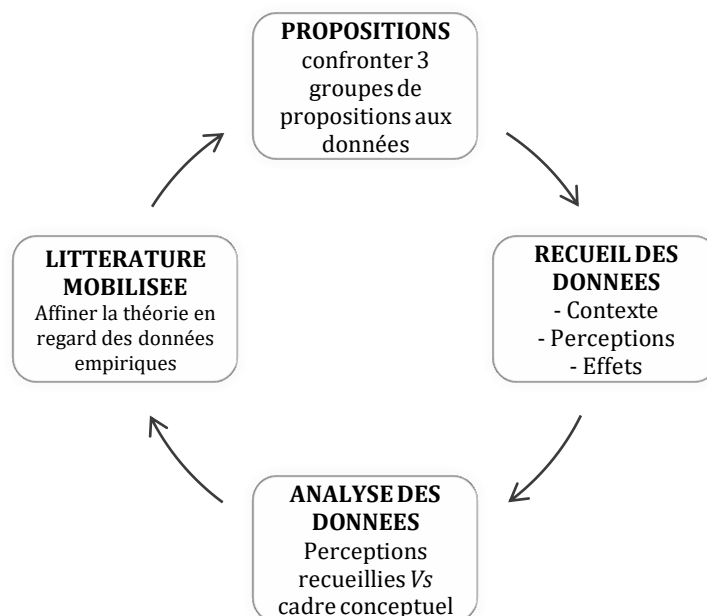 PROPOSITIONS
confronter 3
groupes de
propositions aux
données
LITTERATURE
MOBILISEE
Affiner la théorie en
regard des données
empiriques
RECUEIL DES
DONNEES
- Contexte
- Perceptions
- Effets
ANALYSE DES
DONNEES
Perceptions
recueillies Vs
cadre conceptuel